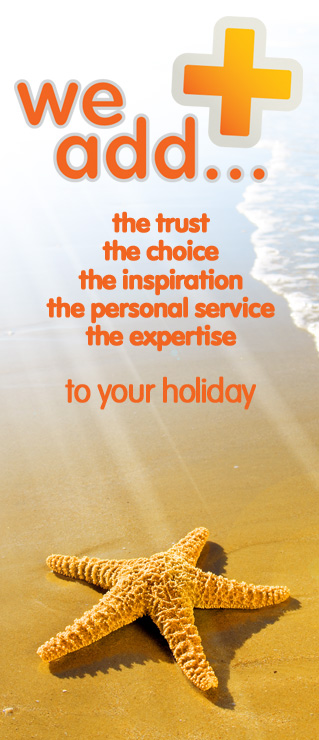 we
add...
the trust
the choice
the inspiration
the personal service
the expertise
to your holiday